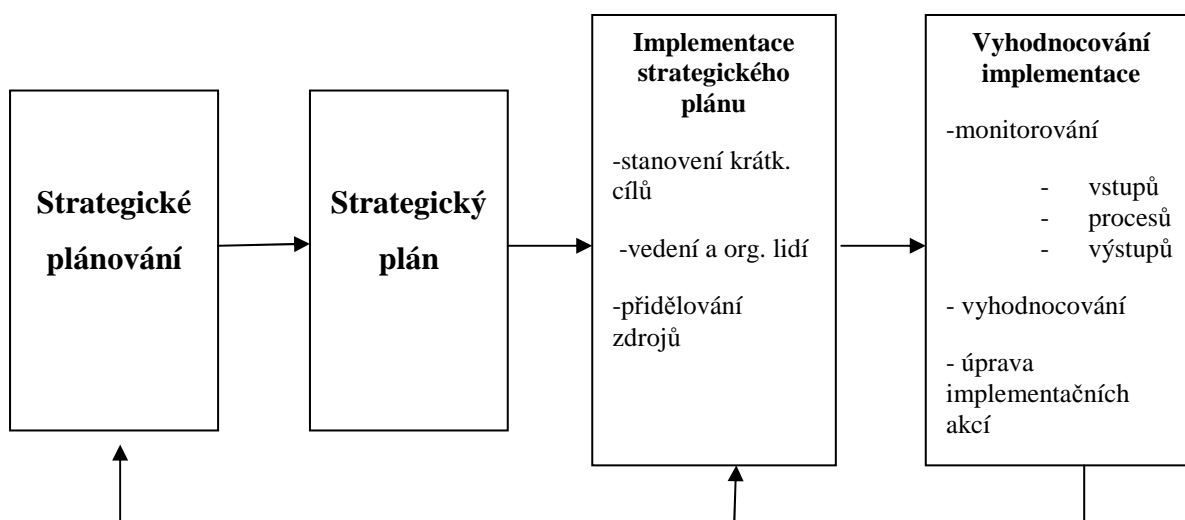 Strategické
plánování
Strategický
plán
Implementace
strategického
plánu
-stanovení krátk.
cílů
-vedení a org. lidí
-přidělování
zdrojů
Vyhodnocování
implementace
-monitorování
- vstupů
- procesů
- výstupů
- vyhodnocování
- úprava
implementačních
akcí